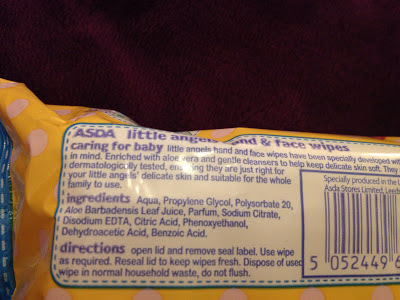 ASDA little angels hand & face wipes
caring for baby little angels hand and face wipes have been specially developed with
in mind. Enriched with aloe vera and gentle cleansers to help keep delicate skin soft. They
dermatologically tested, ensuring they are just right for
your little angels' delicate skin and suitable for the whole
family to use.
ingredients Aqua, Propylene Glycol, Polysorbate 20,
Aloe Barbadensis Leaf Juice, Parfum, Sodium Citrate,
Disodium EDTA, Citric Acid, Phenoxyethanol,
Dehydroacetic Acid, Benzoic Acid.
directions open lid and remove seal label. Use wipe
as required. Reseal lid to keep wipes fresh. Dispose of used
wipe in normal household waste, do not flush.
Specially produced in the
Asda Stores Limited, Leeds
5 052449 6